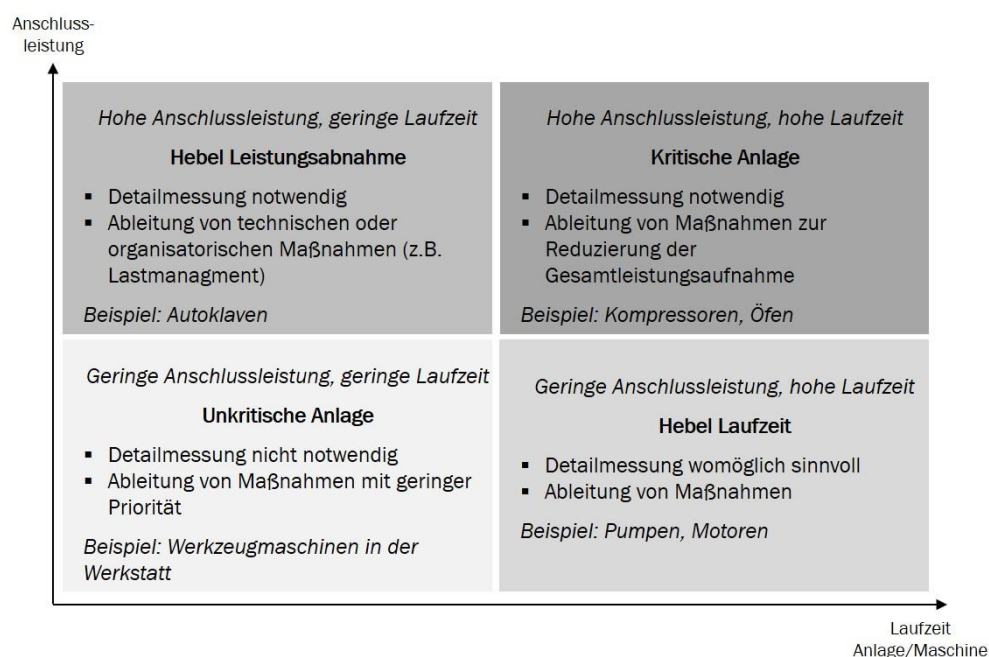 Anschluss-
leistung
Hohe Anschlussleistung, geringe Laufzeit
Hebel Leistungsabnahme
▪ Detailmessung notwendig
▪ Ableitung von technischen oder
organisatorischen Maßnahmen (z.B.
Lastmanagment)
Beispiel: Autoklaven
Hohe Anschlussleistung, hohe Laufzeit
Kritische Anlage
▪ Detailmessung notwendig
▪ Ableitung von Maßnahmen zur
Reduzierung der
Gesamtleistungsaufnahme
Beispiel: Kompressoren, Öfen
Geringe Anschlussleistung, geringe Laufzeit
Unkritische Anlage
▪ Detailmessung nicht notwendig
▪ Ableitung von Maßnahmen mit geringer
Priorität
Beispiel: Werkzeugmaschinen in der
Werkstatt
Geringe Anschlussleistung, hohe Laufzeit
Hebel Laufzeit
▪ Detailmessung womöglich sinnvoll
▪ Ableitung von Maßnahmen
Beispiel: Pumpen, Motoren
Laufzeit
Anlage/Maschine